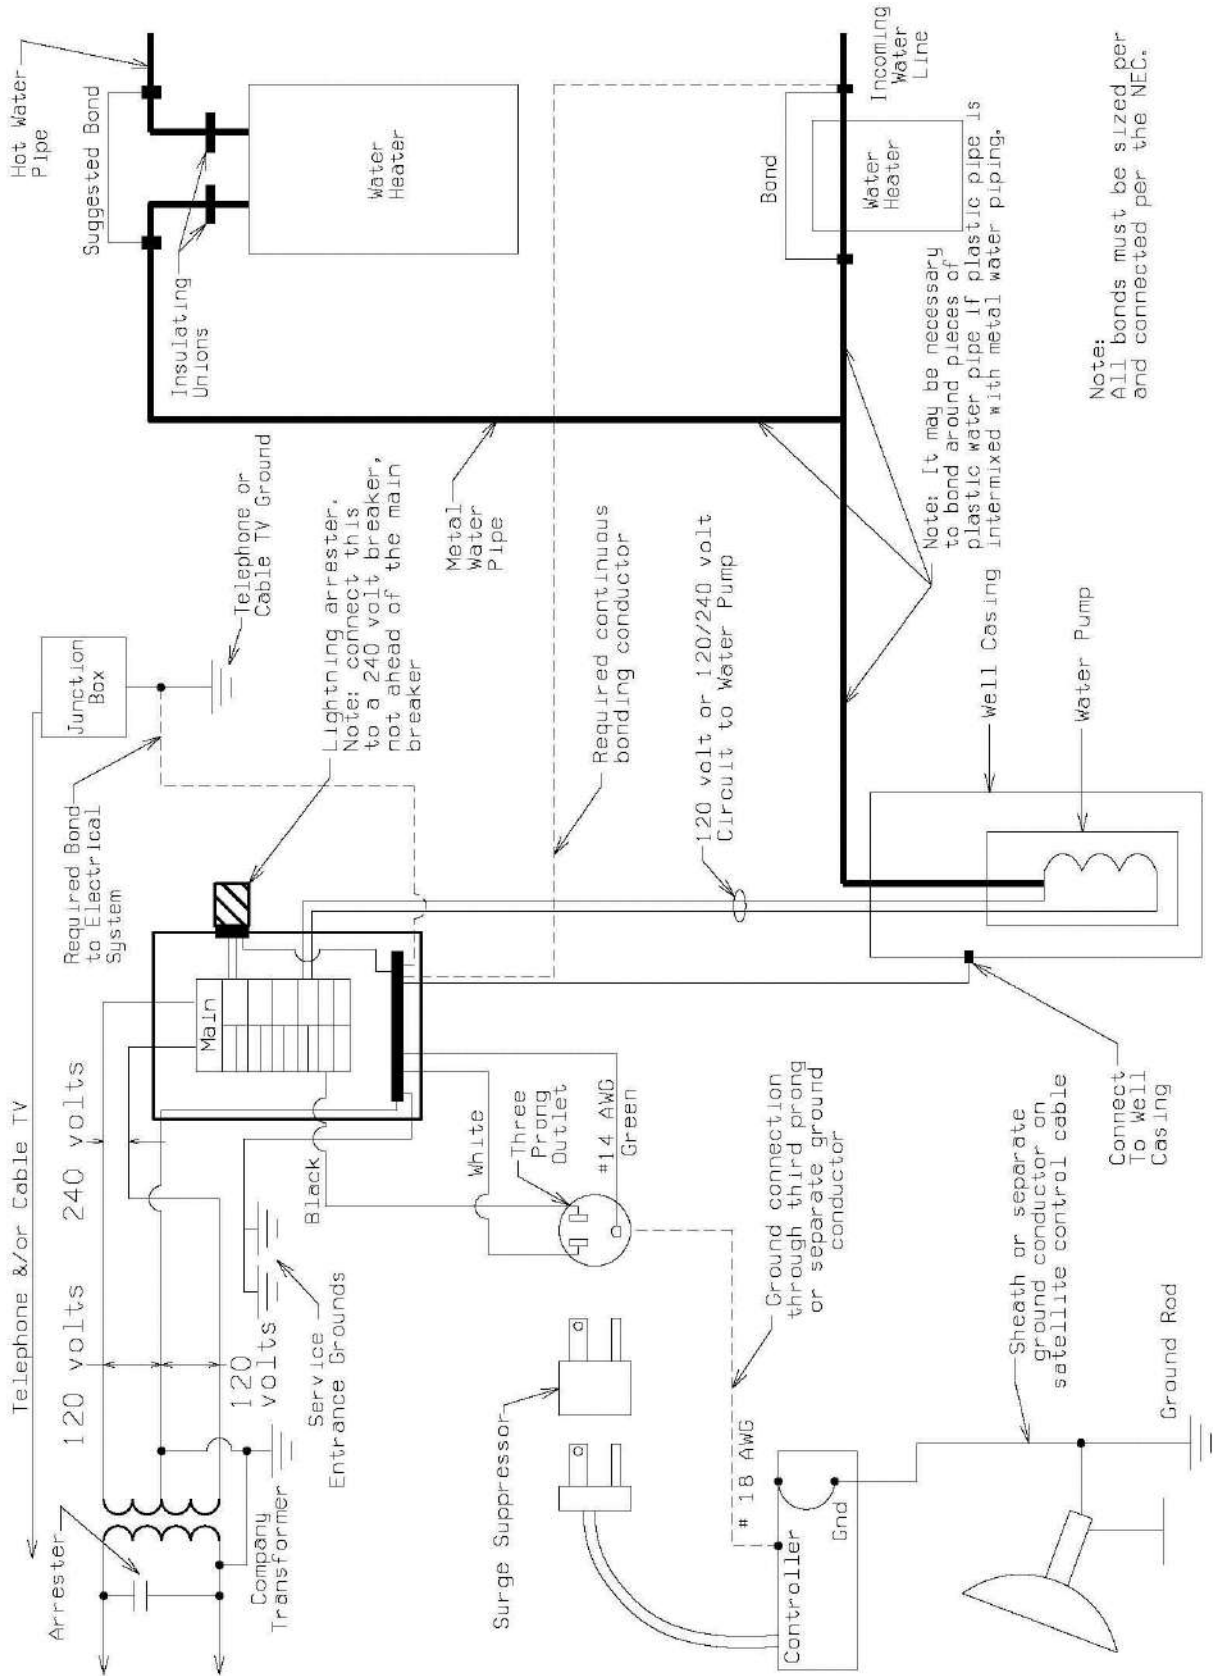 Telephone &/or Cable TV
Arrester
120 volts
240 volts
120
volts
Company
Transformer
Service
Entrance Grounds
Main
Required Bond
to Electrical
System
Junction
Box
Telephone or
Cable TV Ground
Lightning arrester.
Note: connect this
to a 240 volt breaker,
not ahead of the main
breaker
Hot Water
Pipe
Suggested Bond
Insulating
Unions
Water
Heater
Metal
Water
Pipe
Required continuous
bonding conductor
Surge Suppressor
Black
White
Three
Prong
Outlet
#14 AWG
Green
# 18 AWG
Ground connection
through third prong
or separate ground
conductor
Controller
Gnd
120 volt or 120/240 volt
Circuit to Water Pump
Bond
Water
Heater
Incoming
Water
Line
Note: It may be necessary
to bond around pieces of
plastic water pipe if plastic pipe is
intermixed with metal water piping.
Well Casing
Water Pump
Connect
To Well
Casing
Sheath or separate
ground conductor on
satellite control cable
Ground Rod
Note:
All bonds must be sized per
and connected per the NEC.